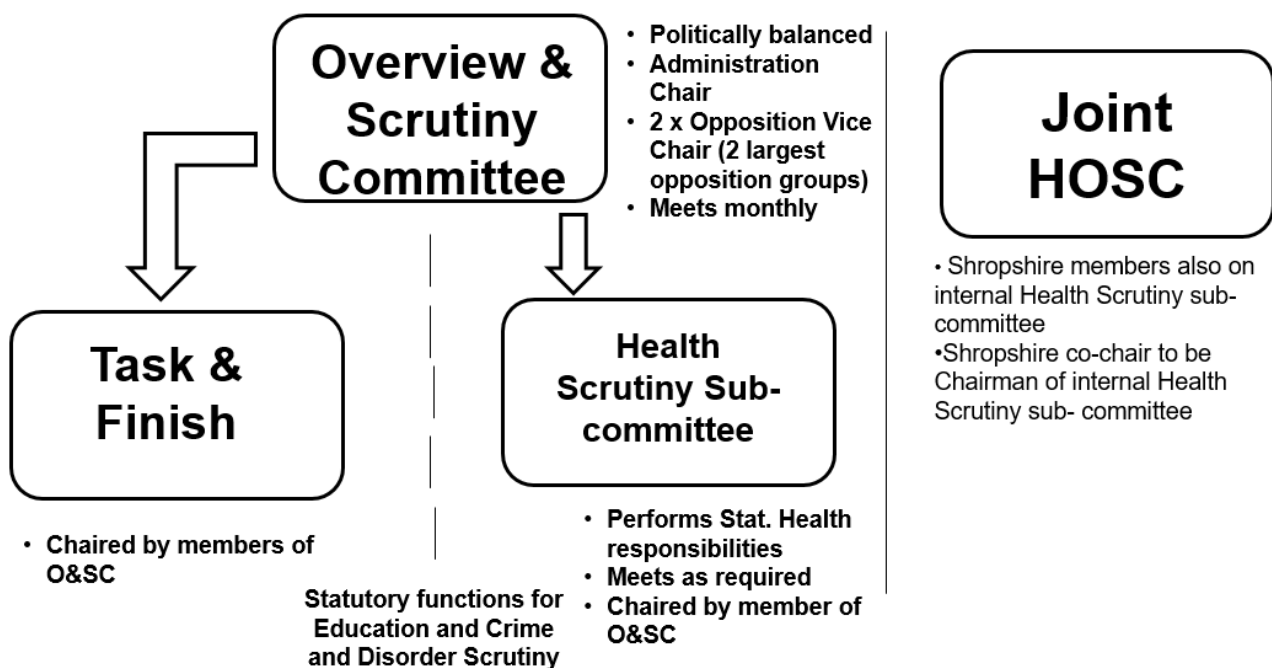 Overview &
Scrutiny
Committee
• Politically balanced
• Administration
Chair
• 2 x Opposition Vice
Chair (2 largest
opposition groups)
• Meets monthly
Joint
HOSC
• Shropshire members also on
internal Health Scrutiny sub-
committee
•Shropshire co-chair to be
Chairman of internal Health
Scrutiny sub- committee
Task &
Finish
• Chaired by members of
O&SC
Health
Scrutiny Sub-
committee
• Performs Stat. Health
responsibilities
• Meets as required
• Chaired by member of
O&SC
Statutory functions for
Education and Crime
and Disorder Scrutiny